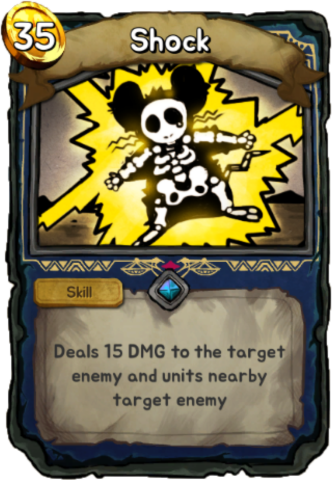 35
Shock
Skill
Deals 15 DMG to the target
enemy and units nearby
target enemy